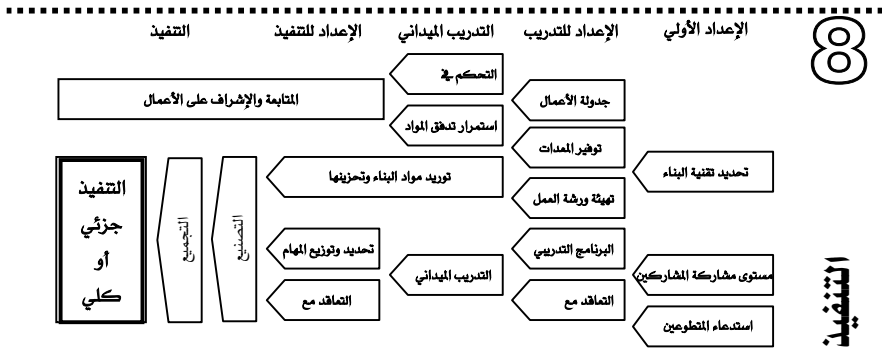 8
الإعداد الأولي
الإعداد للتدريب
التدريب الميداني
الإعداد للتنفيذ
التنفيذ
تحديد تقنية البناء
مستوى مشاركة المشاركين
استدعاء المتطوعين
جدولة الأعمال
توفير المعدات
تهيئة ورشة العمل
البرنامج التدريبي
التعاقد مع
التحكم في
استمرار تدفق المواد
التدريب الميداني
المتابعة والإشراف على الأعمال
توريد مواد البناء وتخزينها
تحديد وتوزيع المهام
التعاقد مع
التصنيع
التجميع
التنفيذ
جزئي
أو
كلي
التنفيذ